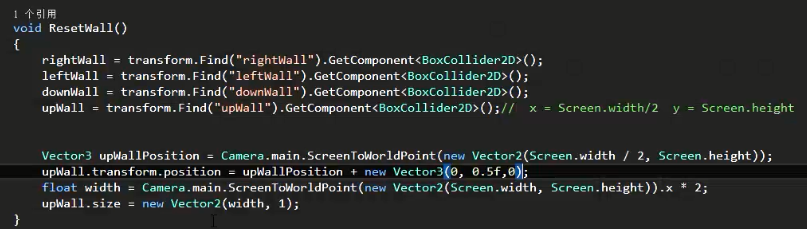 1 个引用
void ResetWall()
{
rightWall = transform.Find("rightWall").GetComponent<BoxCollider2D>();
leftWall = transform.Find("leftWall").GetComponent<BoxCollider2D>();
downWall = transform.Find("downWall").GetComponent<BoxCollider2D>();
upWall = transform.Find("upWall").GetComponent<BoxCollider2D>();// x = Screen.width/2 y = Screen.height
Vector3 upWallPosition = Camera.main.ScreenToWorldPoint(new Vector2(Screen.width / 2, Screen.height));
upWall.transform.position = upWallPosition + new Vector3(0, 0.5f,0);
float width = Camera.main.ScreenToWorldPoint(new Vector2(Screen.width, Screen.height)).x * 2;
upWall.size = new Vector2(width, 1);
}